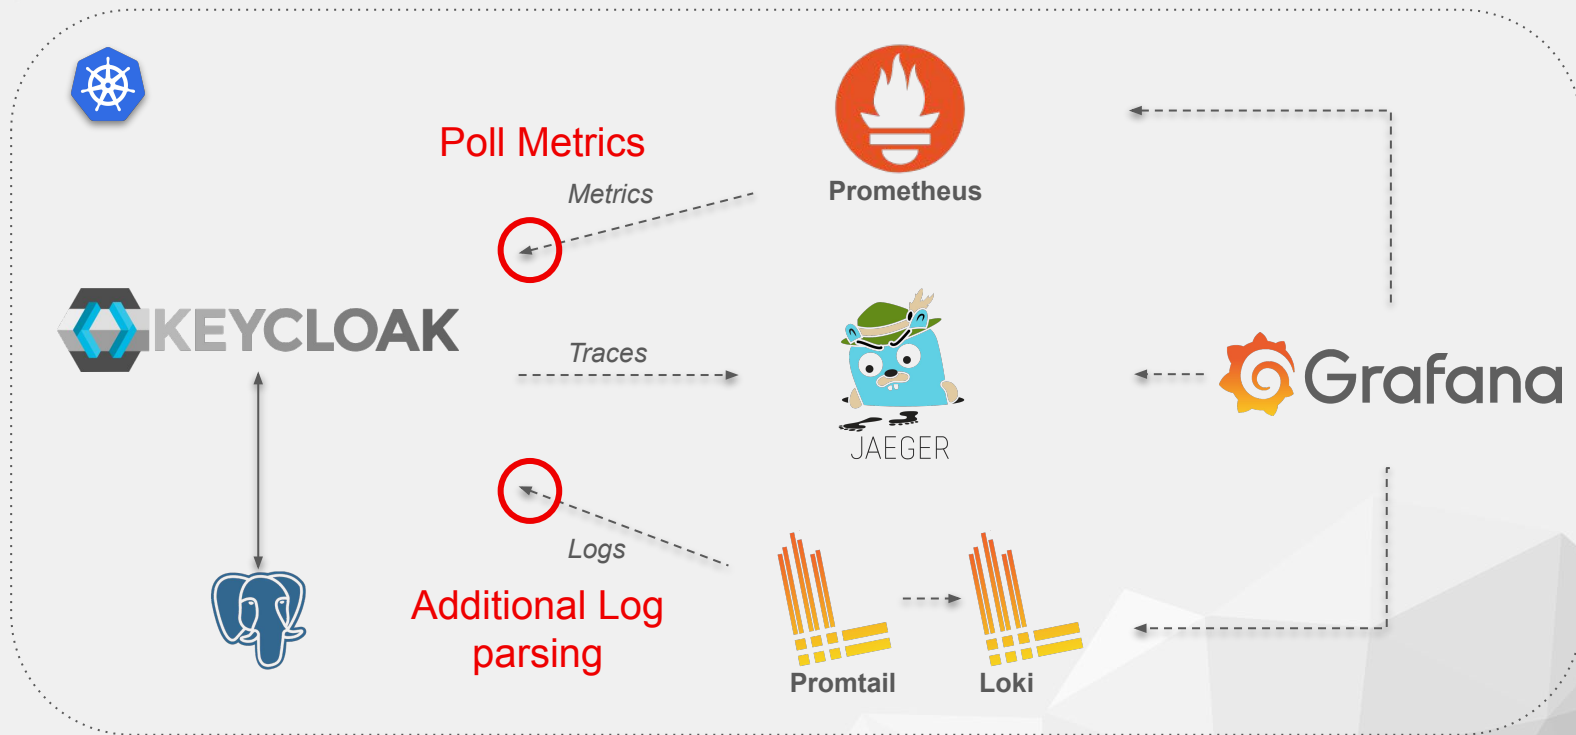 Poll Metrics
Metrics
Prometheus
KEYCLOAK
Traces
JAEGER
Grafana
Logs
Additional Log
parsing
Promtail
Loki